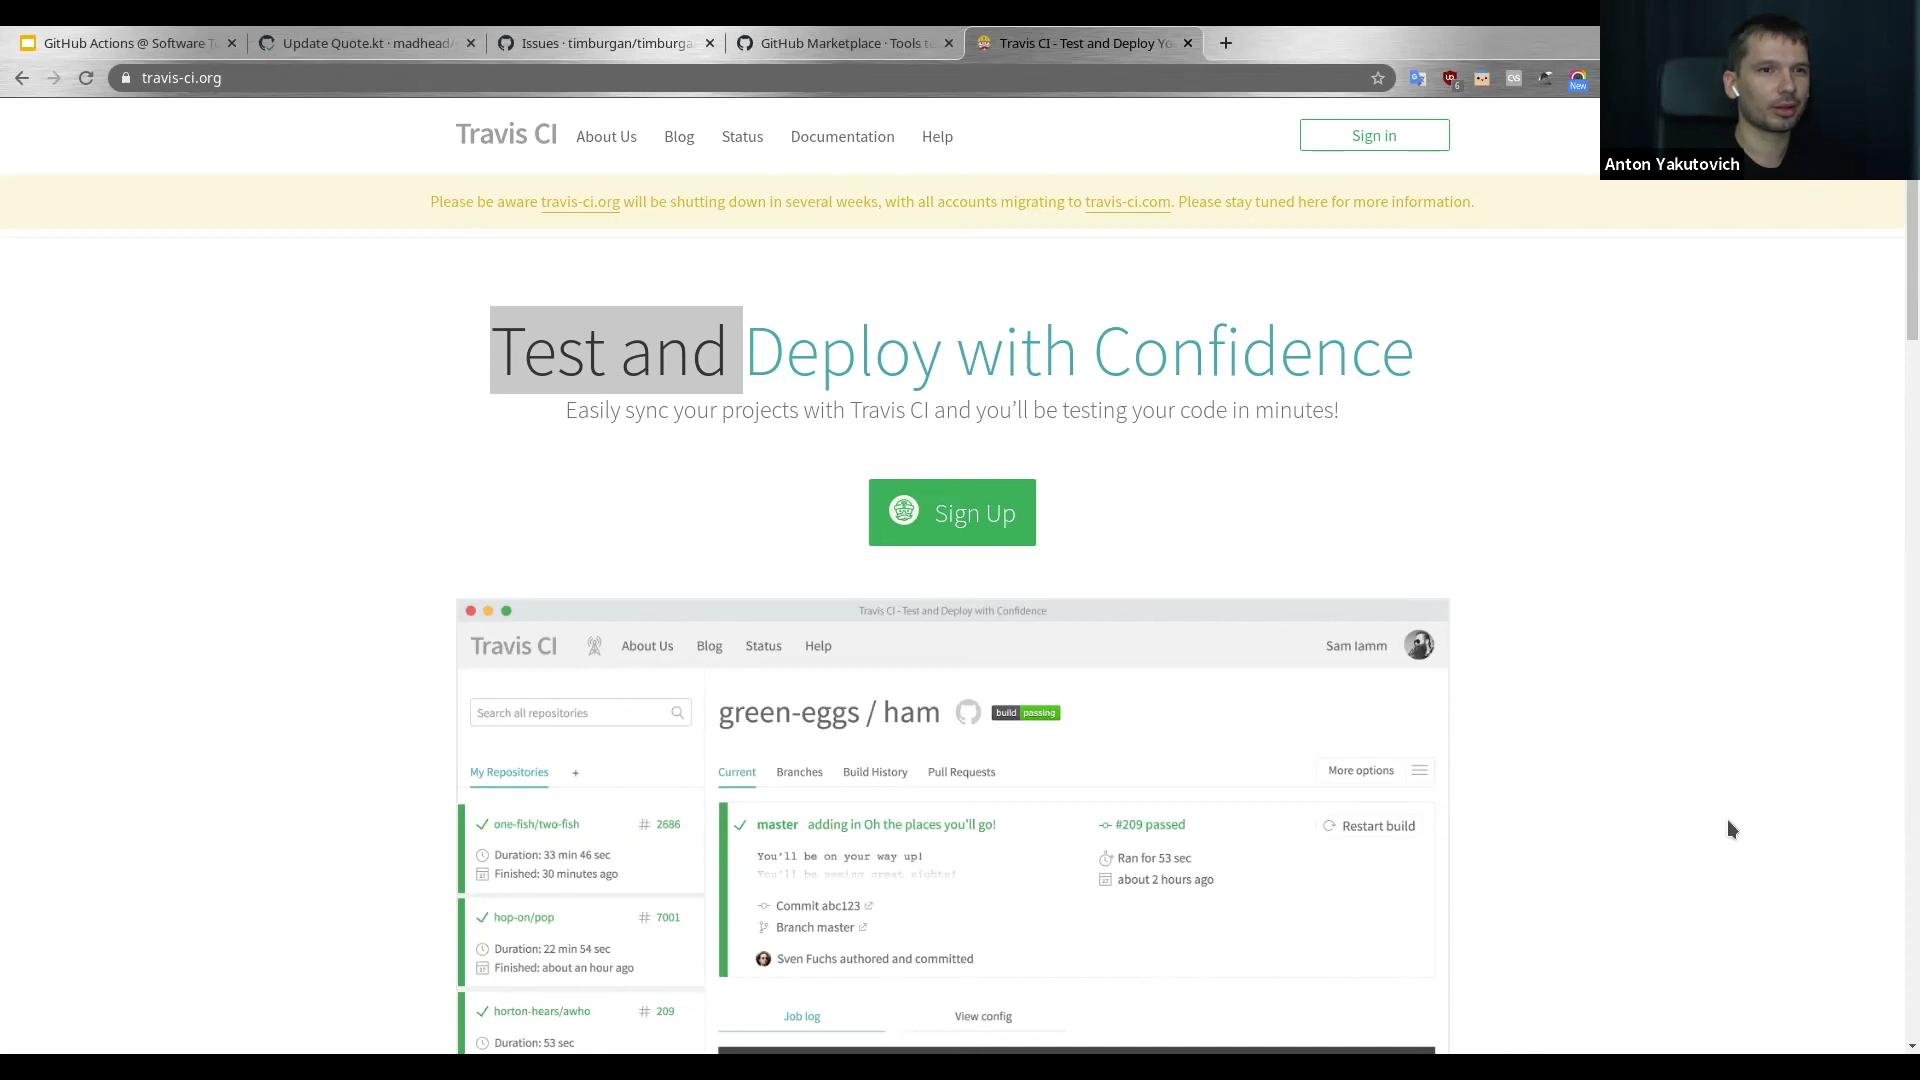 GitHub Actions @ Software T
Update Quote.kt · madhead/
Issues · timburgan/timburga
GitHub Marketplace · Tools t
Travis CI - Test and Deploy Yo
travis-ci.org
6
New
Travis CI
About Us
Blog
Status
Documentation
Help
Sign in
Anton Yakutovich
Please be aware travis-ci.org will be shutting down in several weeks, with all accounts migrating to travis-ci.com. Please stay tuned here for more information.
Test and Deploy with Confidence
Easily sync your projects with Travis CI and you’ll be testing your code in minutes!
Sign Up
Travis CI - Test and Deploy with Confidence
Travis CI
About Us
Blog
Status
Help
Sam Iamm
Search all repositories
green-eggs / ham
build passing
My Repositories +
Current
Branches
Build History
Pull Requests
More options
one-fish/two-fish
# 2686
Duration: 33 min 46 sec
Finished: 30 minutes ago
hop-on/pop
# 7001
Duration: 22 min 54 sec
Finished: about an hour ago
horton-hears/awho
# 209
Duration: 53 sec
master adding in Oh the places you’ll go!
You’ll be on your way up!
You’ll be seeing great sights!
Commit abc123
Branch master
Sven Fuchs authored and committed
#209 passed
Ran for 53 sec
about 2 hours ago
Restart build
Job log
View config